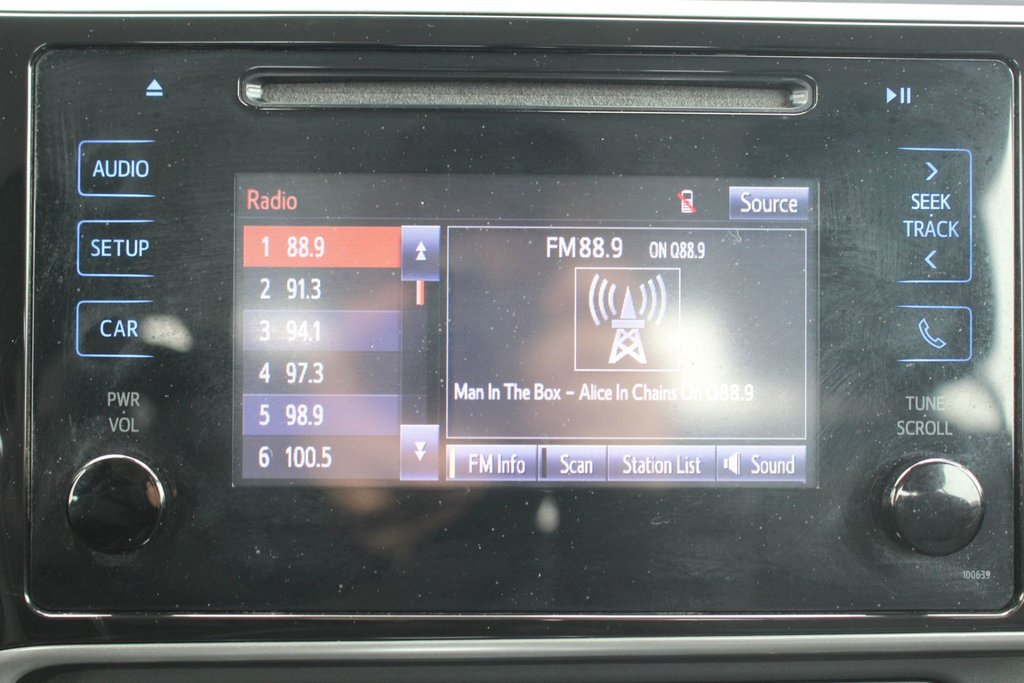 AUDIO
SETUP
CAR
PWR
VOL
Radio
Source
1 88.9
2 91.3
3 94.1
4 97.3
5 98.9
6 100.5
FM88.9 ON Q88.9
Man In The Box - Alice In Chains On Q88.9
FM Info Scan Station List Sound
>
SEEK
TRACK
<
TUNE
SCROLL
100639